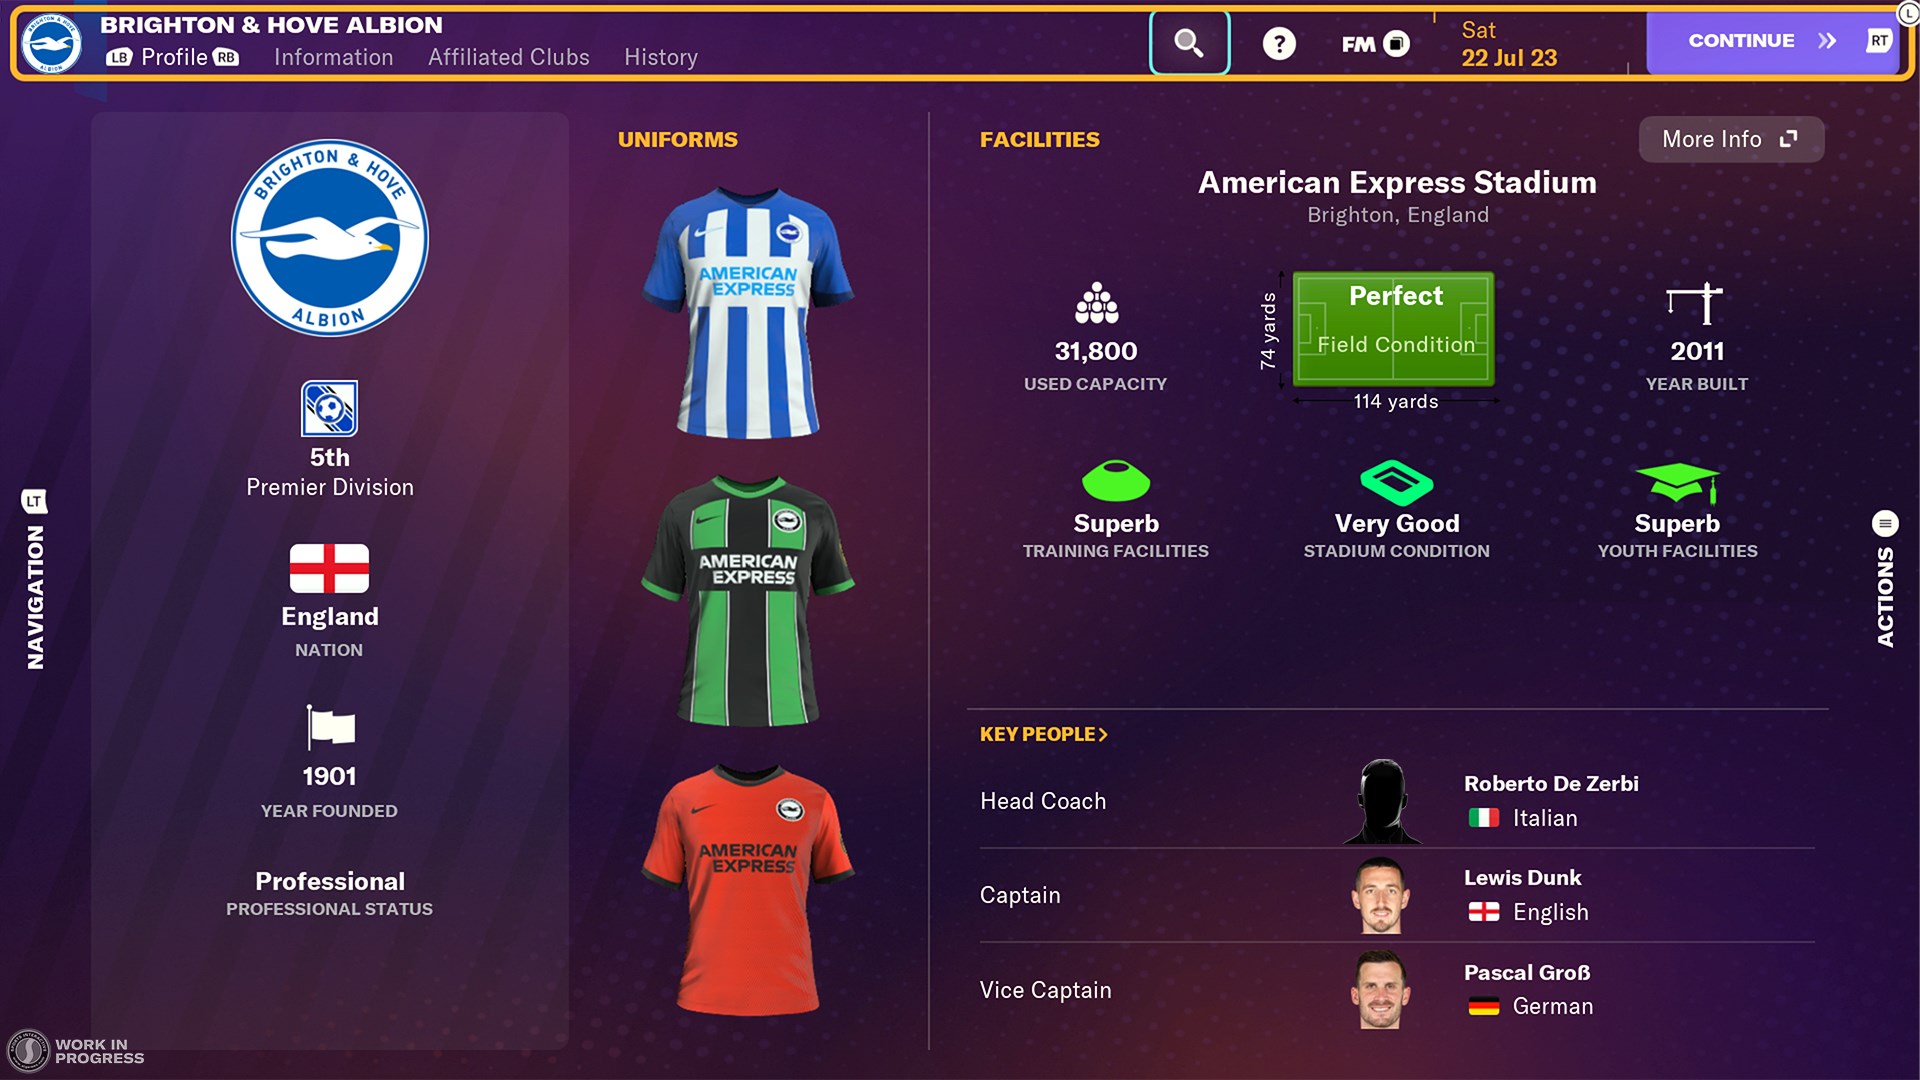 BRIGHTON & HOVE ALBION
LB Profile RB Information Affiliated Clubs History
?
FM
Sat
22 Jul 23
CONTINUE
RT
L
BRIGHTON & HOVE
ALBION
5th
Premier Division
England
NATION
1901
YEAR FOUNDED
Professional
PROFESSIONAL STATUS
LT
NAVIGATION
UNIFORMS
AMERICAN
EXPRESS
AMERICAN
EXPRESS
AMERICAN
EXPRESS
FACILITIES
More Info
American Express Stadium
Brighton, England
31,800
USED CAPACITY
74 yards
Perfect
Field Condition
114 yards
2011
YEAR BUILT
Superb
TRAINING FACILITIES
Very Good
STADIUM CONDITION
Superb
YOUTH FACILITIES
ACTIONS
KEY PEOPLE
Head Coach
Roberto De Zerbi
Italian
Captain
Lewis Dunk
English
Vice Captain
Pascal Groß
German
WORK IN
PROGRESS